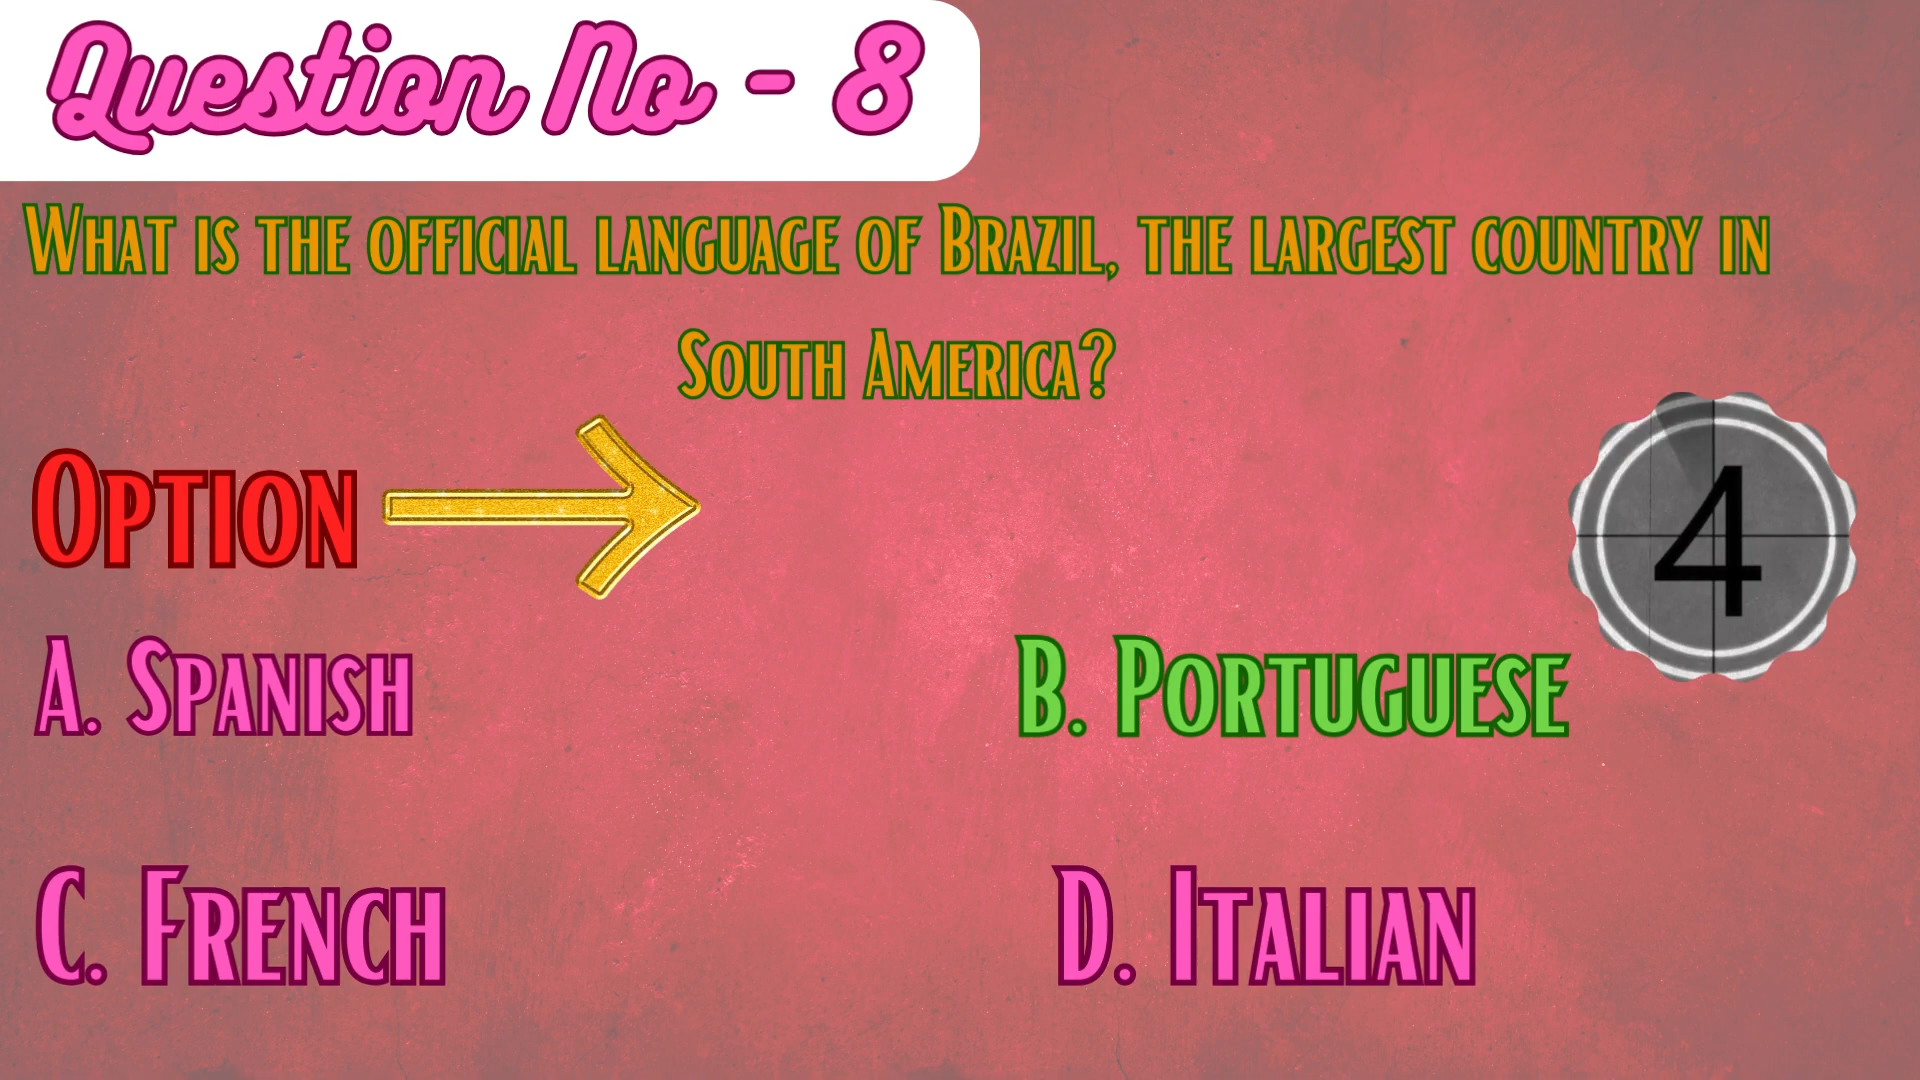 Question No - 8
What is the official language of Brazil, the largest country in
South America?
Option
4
A. Spanish
B. Portuguese
C. French
D. Italian